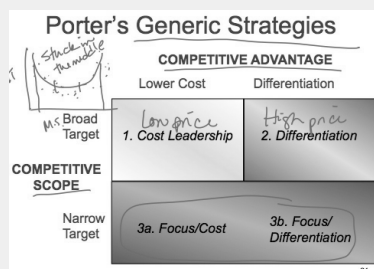 Porter's Generic Strategies
Stuck in
the middle
COMPETITIVE ADVANTAGE
Lower Cost
Differentiation
MS
Broad
Target
Low price
High price
1. Cost Leadership
2. Differentiation
COMPETITIVE
SCOPE
Narrow
Target
3a. Focus/Cost
3b. Focus/
Differentiation